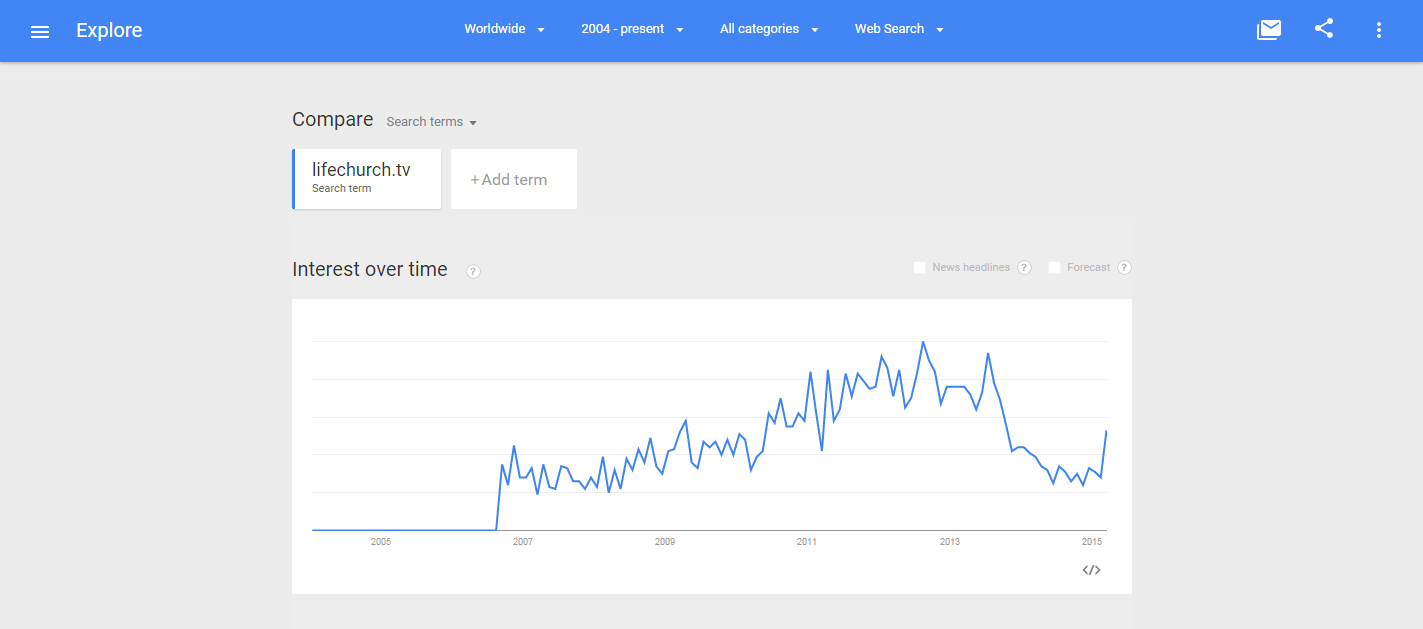 Explore Worldwide 2004 - present All categories Web Search
Compare Search terms
lifechurch.tv
Search term
+Add term
Interest over time ?
News headlines ? Forecast ?
2005 2007 2009 2011 2013 2015
</>